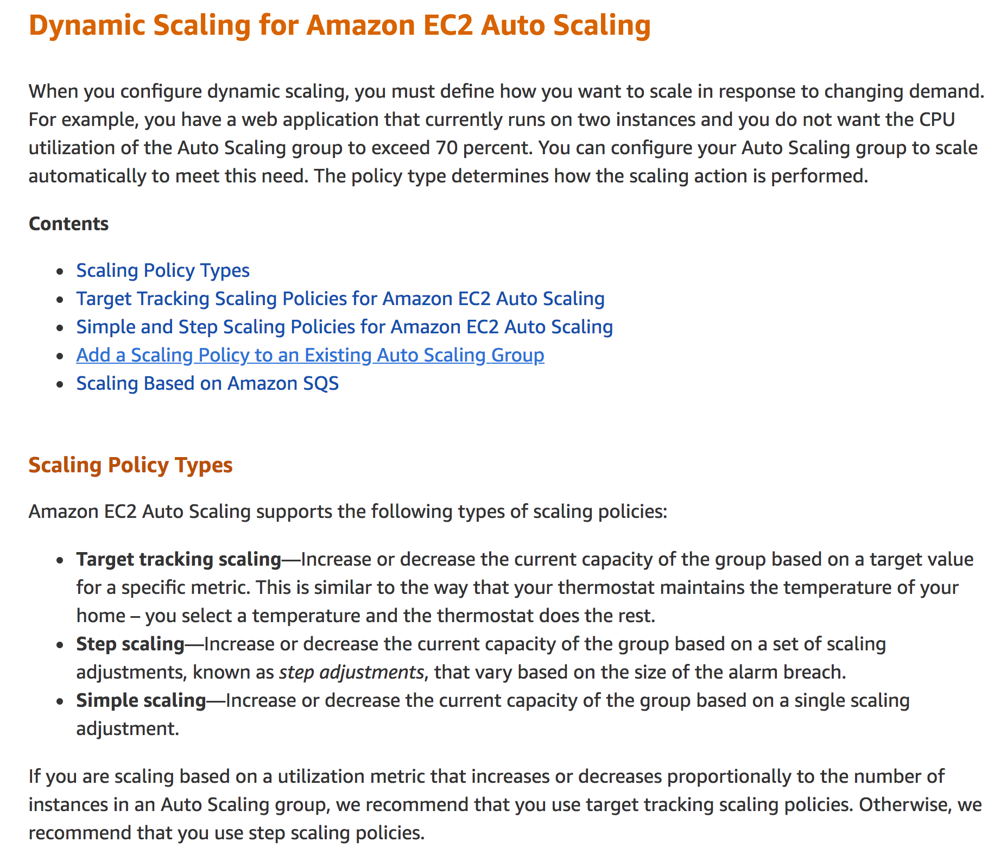 Dynamic Scaling for Amazon EC2 Auto Scaling
When you configure dynamic scaling, you must define how you want to scale in response to changing demand.
For example, you have a web application that currently runs on two instances and you do not want the CPU
utilization of the Auto Scaling group to exceed 70 percent. You can configure your Auto Scaling group to scale
automatically to meet this need. The policy type determines how the scaling action is performed.
Contents
• Scaling Policy Types
• Target Tracking Scaling Policies for Amazon EC2 Auto Scaling
• Simple and Step Scaling Policies for Amazon EC2 Auto Scaling
• Add a Scaling Policy to an Existing Auto Scaling Group
• Scaling Based on Amazon SQS
Scaling Policy Types
Amazon EC2 Auto Scaling supports the following types of scaling policies:
• Target tracking scaling—Increase or decrease the current capacity of the group based on a target value
for a specific metric. This is similar to the way that your thermostat maintains the temperature of your
home – you select a temperature and the thermostat does the rest.
• Step scaling—Increase or decrease the current capacity of the group based on a set of scaling
adjustments, known as step adjustments, that vary based on the size of the alarm breach.
• Simple scaling—Increase or decrease the current capacity of the group based on a single scaling
adjustment.
If you are scaling based on a utilization metric that increases or decreases proportionally to the number of
instances in an Auto Scaling group, we recommend that you use target tracking scaling policies. Otherwise, we
recommend that you use step scaling policies.